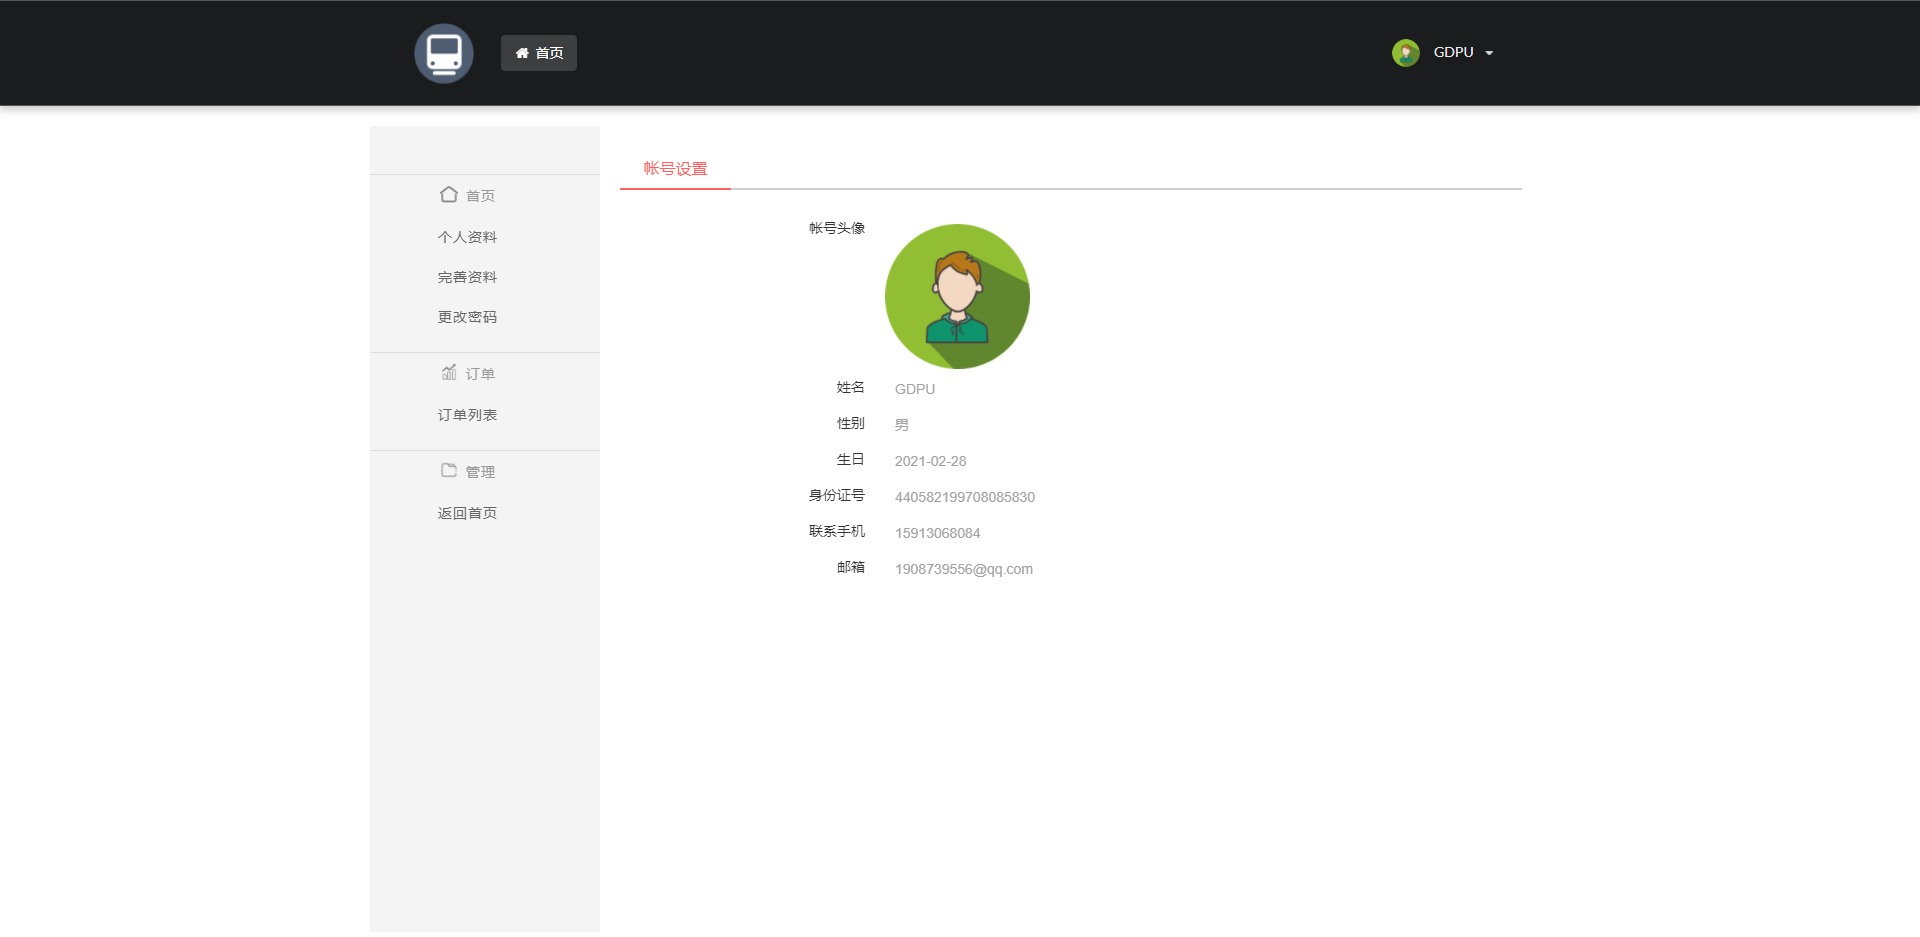 首页
GDPU
首页
个人资料
完善资料
更改密码
订单
订单列表
管理
返回首页
帐号设置
帐号头像
姓名 GDPU
性别 男
生日 2021-02-28
身份证号 440582199708085830
联系手机 15913068084
邮箱 1908739556@qq.com